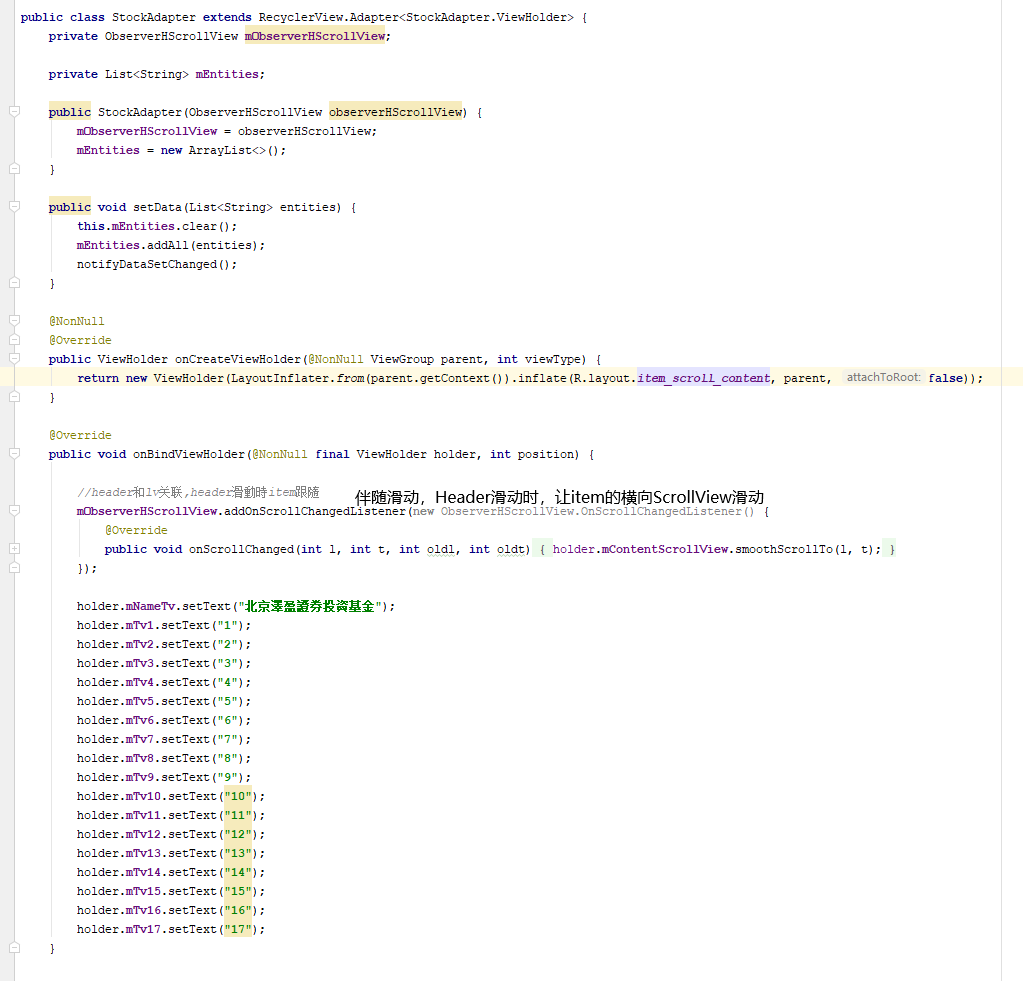 public class StockAdapter extends RecyclerView.Adapter<StockAdapter.ViewHolder> {
    private ObserverHScrollView mObserverHScrollView;
    private List<String> mEntities;
    public StockAdapter(ObserverHScrollView observerHScrollView) {
        mObserverHScrollView = observerHScrollView;
        mEntities = new ArrayList<>();
    }
    public void setData(List<String> entities) {
        this.mEntities.clear();
        mEntities.addAll(entities);
        notifyDataSetChanged();
    }
    @NonNull
    @Override
    public ViewHolder onCreateViewHolder(@NonNull ViewGroup parent, int viewType) {
        return new ViewHolder(LayoutInflater.from(parent.getContext()).inflate(R.layout.item_scroll_content, parent, attachToRoot: false));
    }
    @Override
    public void onBindViewHolder(@NonNull final ViewHolder holder, int position) {
        //header和lv关联,header滑動時item跟随 伴随滑动，Header滑动时，让item的横向ScrollView滑动
        mObserverHScrollView.addOnScrollChangedListener(new ObserverHScrollView.OnScrollChangedListener() {
            @Override
            public void onScrollChanged(int l, int t, int oldl, int oldt) { holder.mContentScrollView.smoothScrollTo(l, t); }
        });
        holder.mNameTv.setText("北京澤盈證券投資基金");
        holder.mTv1.setText("1");
        holder.mTv2.setText("2");
        holder.mTv3.setText("3");
        holder.mTv4.setText("4");
        holder.mTv5.setText("5");
        holder.mTv6.setText("6");
        holder.mTv7.setText("7");
        holder.mTv8.setText("8");
        holder.mTv9.setText("9");
        holder.mTv10.setText("10");
        holder.mTv11.setText("11");
        holder.mTv12.setText("12");
        holder.mTv13.setText("13");
        holder.mTv14.setText("14");
        holder.mTv15.setText("15");
        holder.mTv16.setText("16");
        holder.mTv17.setText("17");
    }